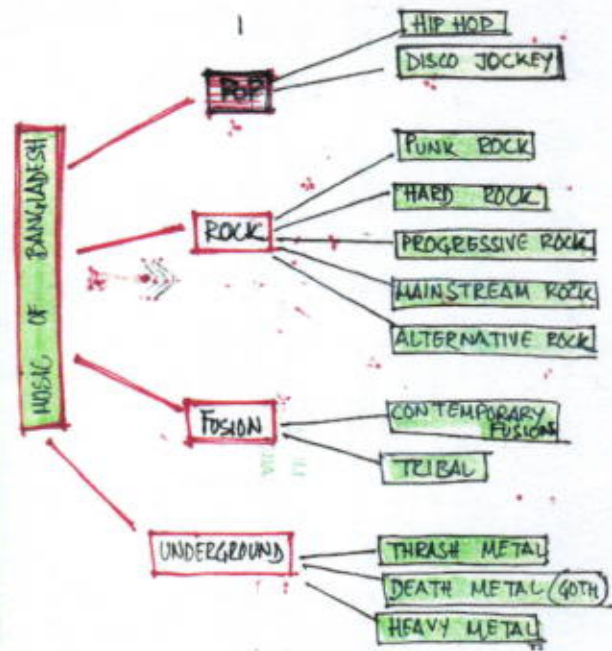 HIP HOP
DISCO JOCKEY
POP
PUNK ROCK
HARD ROCK
ROCK
PROGRESSIVE ROCK
MAINSTREAM ROCK
ALTERNATIVE ROCK
MUSIC OF BANGLADESH
FUSION
CONTEMPORARY
FUSION
TRIBAL
UNDERGROUND
THRASH METAL
DEATH METAL (GOTH)
HEAVY METAL